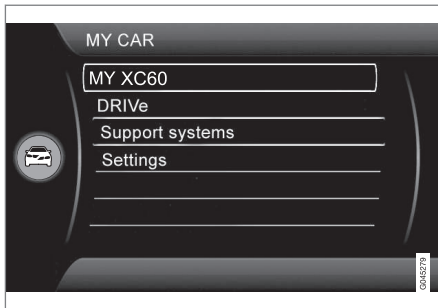 MY CAR
MY XC60
DRIVe
Support systems
Settings
G045279